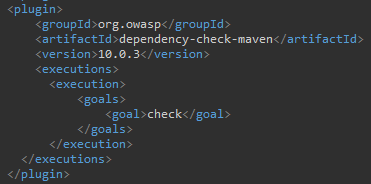 <plugin>
    <groupId>org.owasp</groupId>
    <artifactId>dependency-check-maven</artifactId>
    <version>10.0.3</version>
    <executions>
        <execution>
            <goals>
                <goal>check</goal>
            </goals>
        </execution>
    </executions>
</plugin>